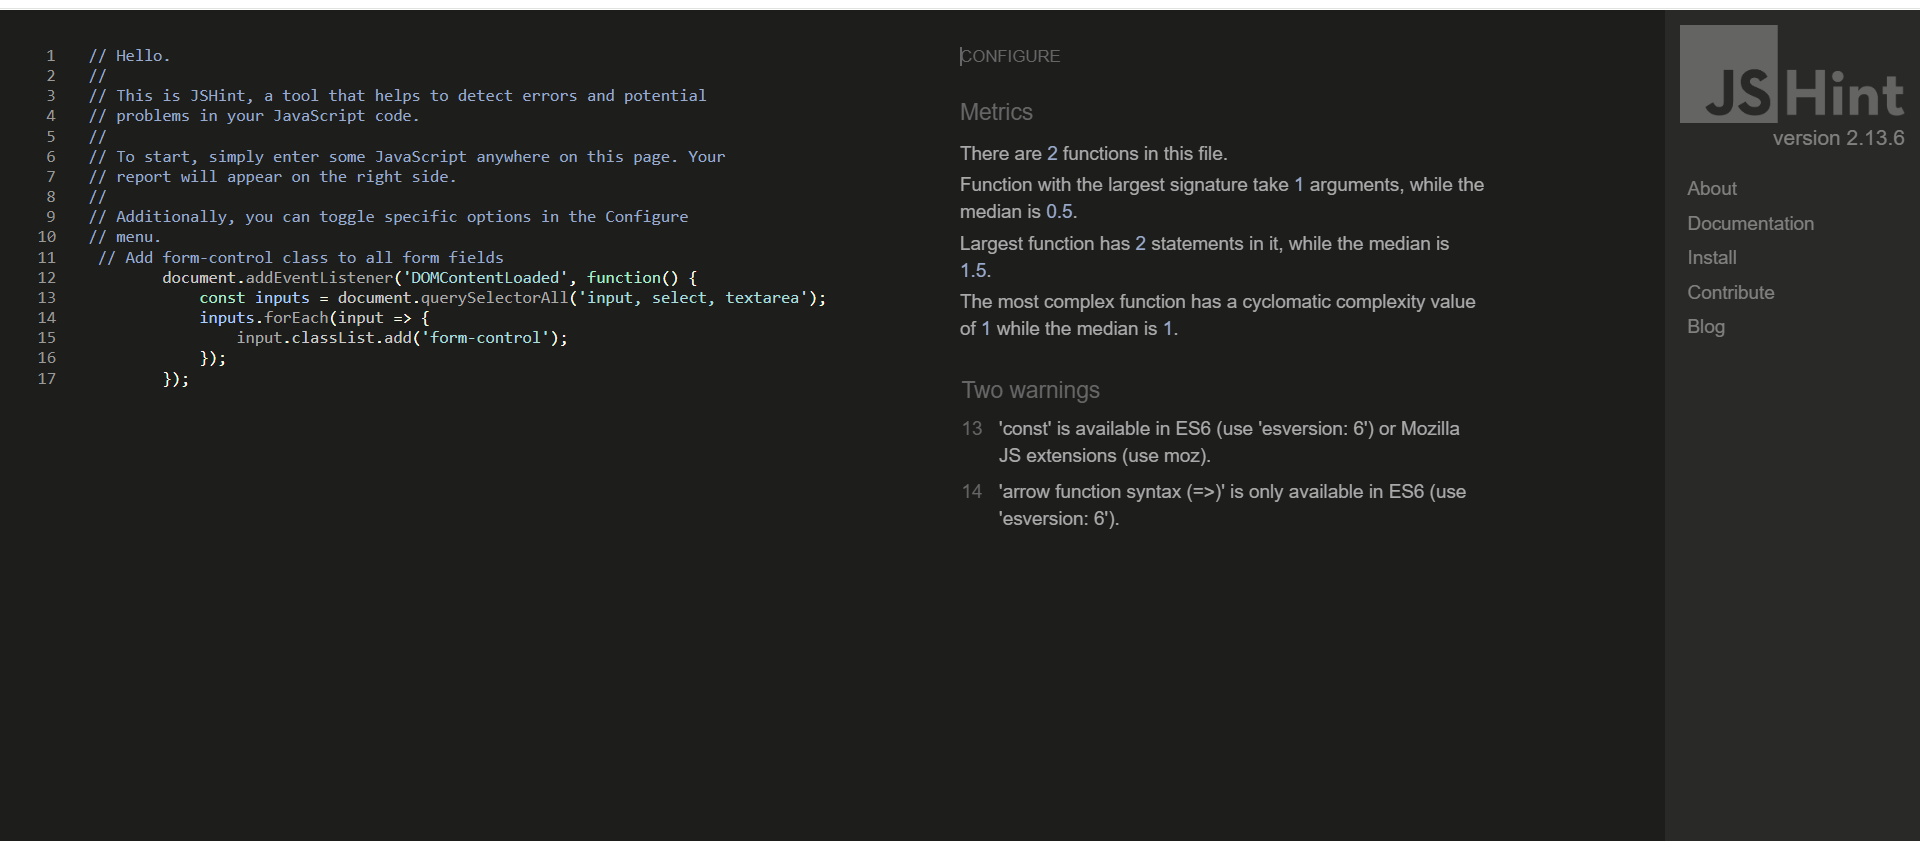 1 // Hello.
2 //
3 // This is JSHint, a tool that helps to detect errors and potential
4 // problems in your JavaScript code.
5 //
6 // To start, simply enter some JavaScript anywhere on this page. Your
7 // report will appear on the right side.
8 //
9 // Additionally, you can toggle specific options in the Configure
10 // menu.
11 // Add form-control class to all form fields
12 document.addEventListener('DOMContentLoaded', function() {
13 const inputs = document.querySelectorAll('input, select, textarea');
14 inputs.forEach(input => {
15 input.classList.add('form-control');
16 });
17 });
CONFIGURE
Metrics
There are 2 functions in this file.
Function with the largest signature take 1 arguments, while the
median is 0.5.
Largest function has 2 statements in it, while the median is
1.5.
The most complex function has a cyclomatic complexity value
of 1 while the median is 1.
Two warnings
13 'const' is available in ES6 (use 'esversion: 6') or Mozilla
JS extensions (use moz).
14 'arrow function syntax (=>)' is only available in ES6 (use
'esversion: 6').
JSHint
version 2.13.6
About
Documentation
Install
Contribute
Blog